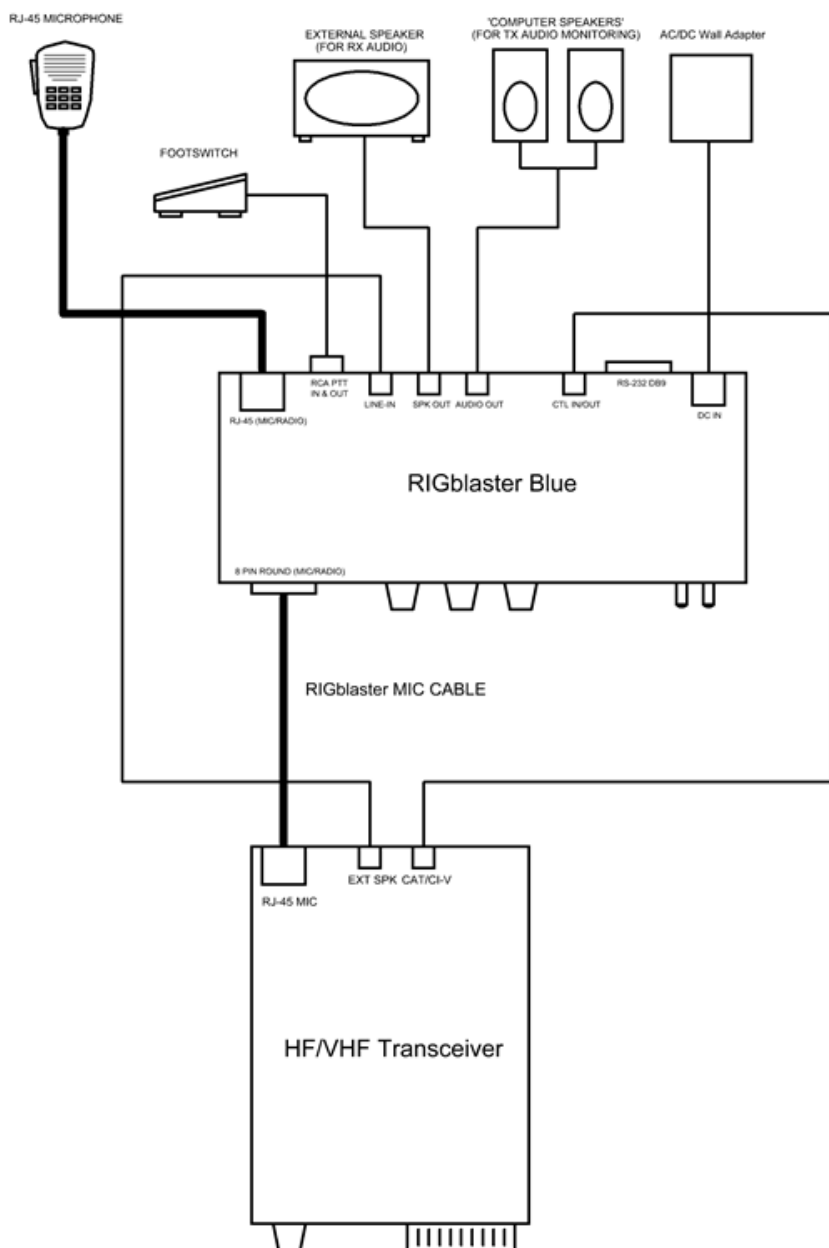 RJ-45 MICROPHONE
EXTERNAL SPEAKER
(FOR RX AUDIO)
'COMPUTER SPEAKERS'
(FOR TX AUDIO MONITORING)
AC/DC Wall Adapter
FOOTSWITCH
RJ-45 (MIC/RADIO)
RCA PTT
IN & OUT
LINE-IN
SPK OUT
AUDIO OUT
CTL IN/OUT
RS-232 DB9
DC IN
RIGblaster Blue
8 PIN ROUND (MIC/RADIO)
RIGblaster MIC CABLE
RJ-45 MIC
EXT SPK
CAT/CI-V
HF/VHF Transceiver